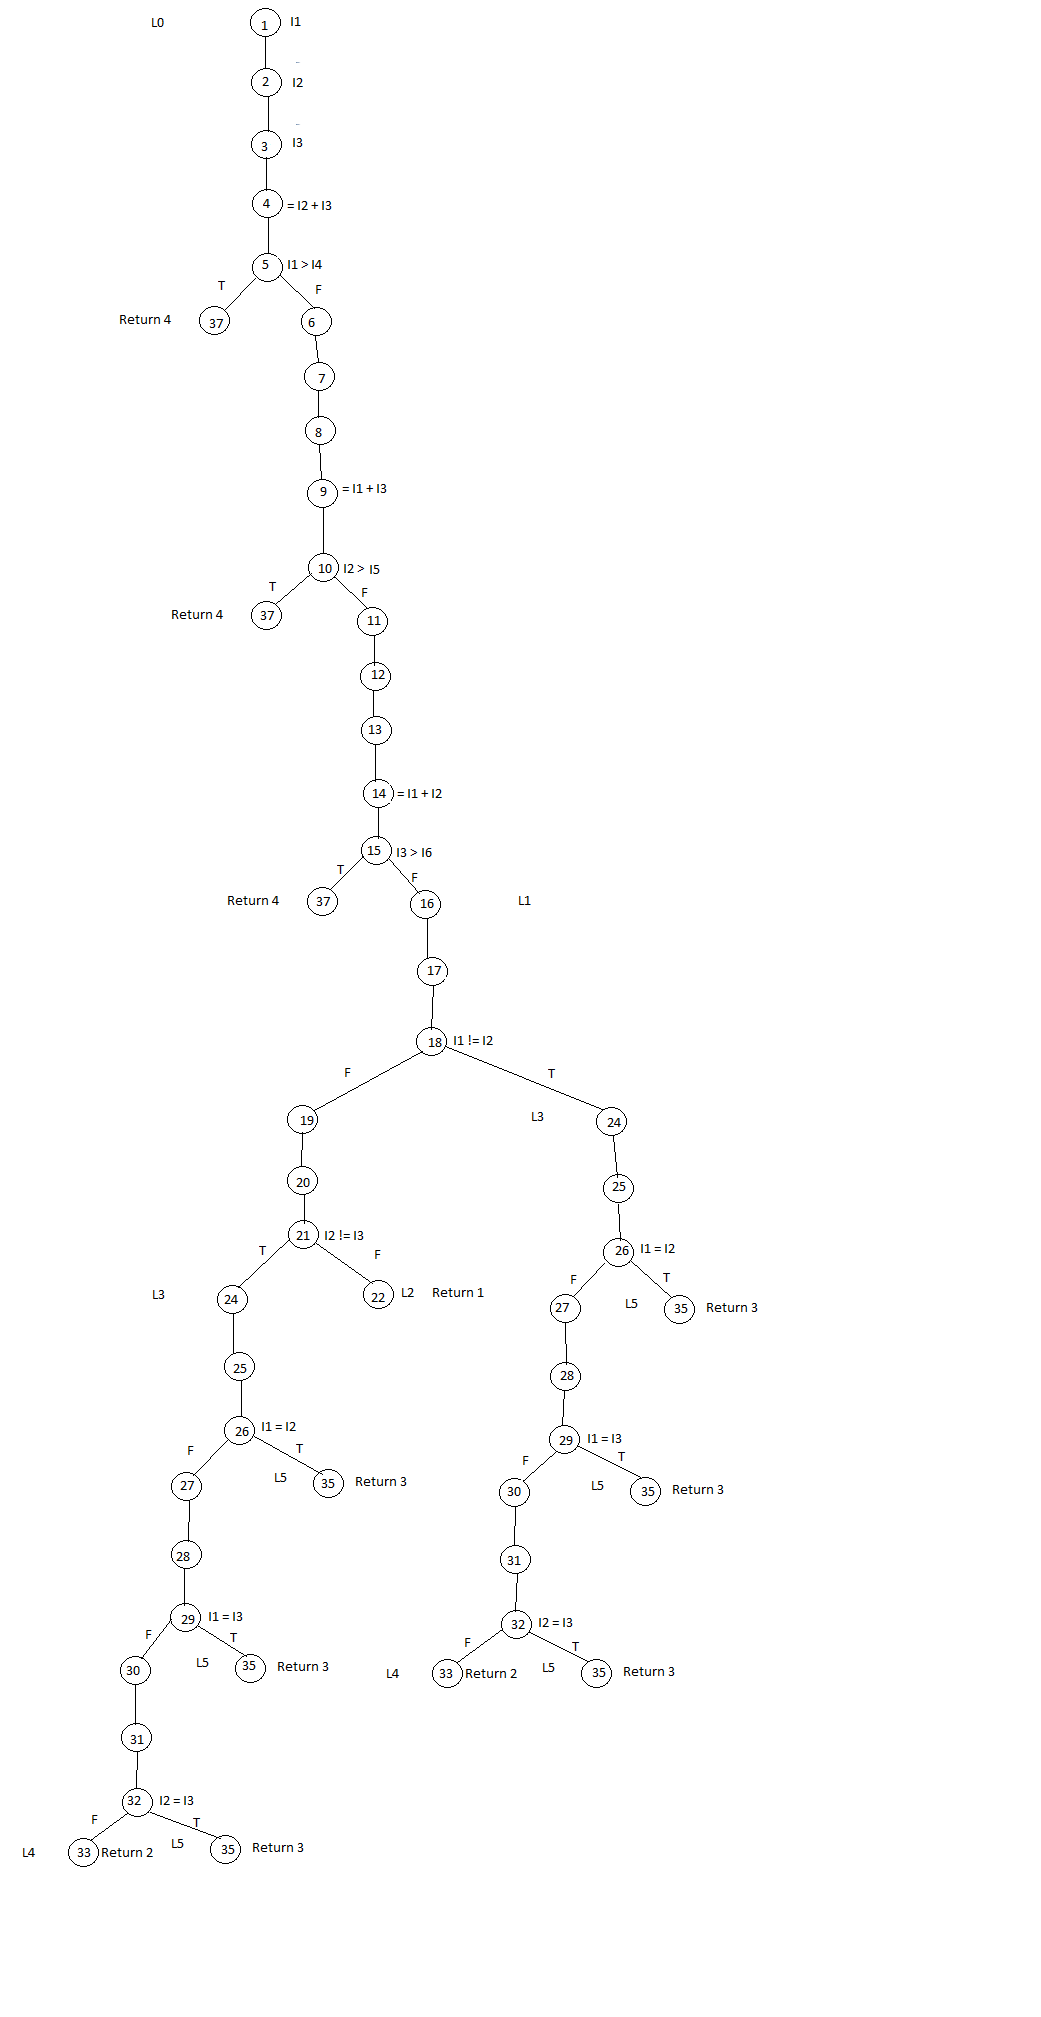 L0 1 I1
2 I2
3 I3
4 = I2 + I3
5 I1 > I4
T F
Return 4 37 6
7
8
9 = I1 + I3
10 I2 > I5
T F
Return 4 37 11
12
13
14 = I1 + I2
15 I3 > I6
T F
Return 4 37 16 L1
17
18 I1 != I2
F T
19 L3 24
20 25
21 I2 != I3 26 I1 = I2
T F F T
L3 24 22 L2 Return 1 27 L5 35 Return 3
25 28
26 I1 = I2 29 I1 = I3
F T F T
27 L5 35 Return 3 30 L5 35 Return 3
28 31
29 I1 = I3 32 I2 = I3
F T F T
30 L5 35 Return 3 L4 33 Return 2 L5 35 Return 3
31
32 I2 = I3
F T
L4 33 Return 2 L5 35 Return 3